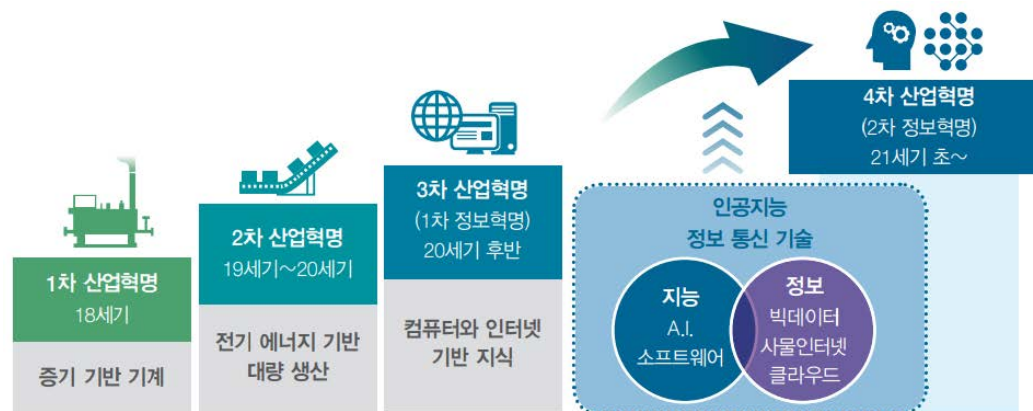 1차 산업혁명
18세기
증기 기반 기계
2차 산업혁명
19세기~20세기
전기 에너지 기반
대량 생산
3차 산업혁명
(1차 정보혁명)
20세기 후반
컴퓨터와 인터넷
기반 지식
인공지능
정보 통신 기술
지능
A.I.
소프트웨어
정보
빅데이터
사물인터넷
클라우드
4차 산업혁명
(2차 정보혁명)
21세기 초~